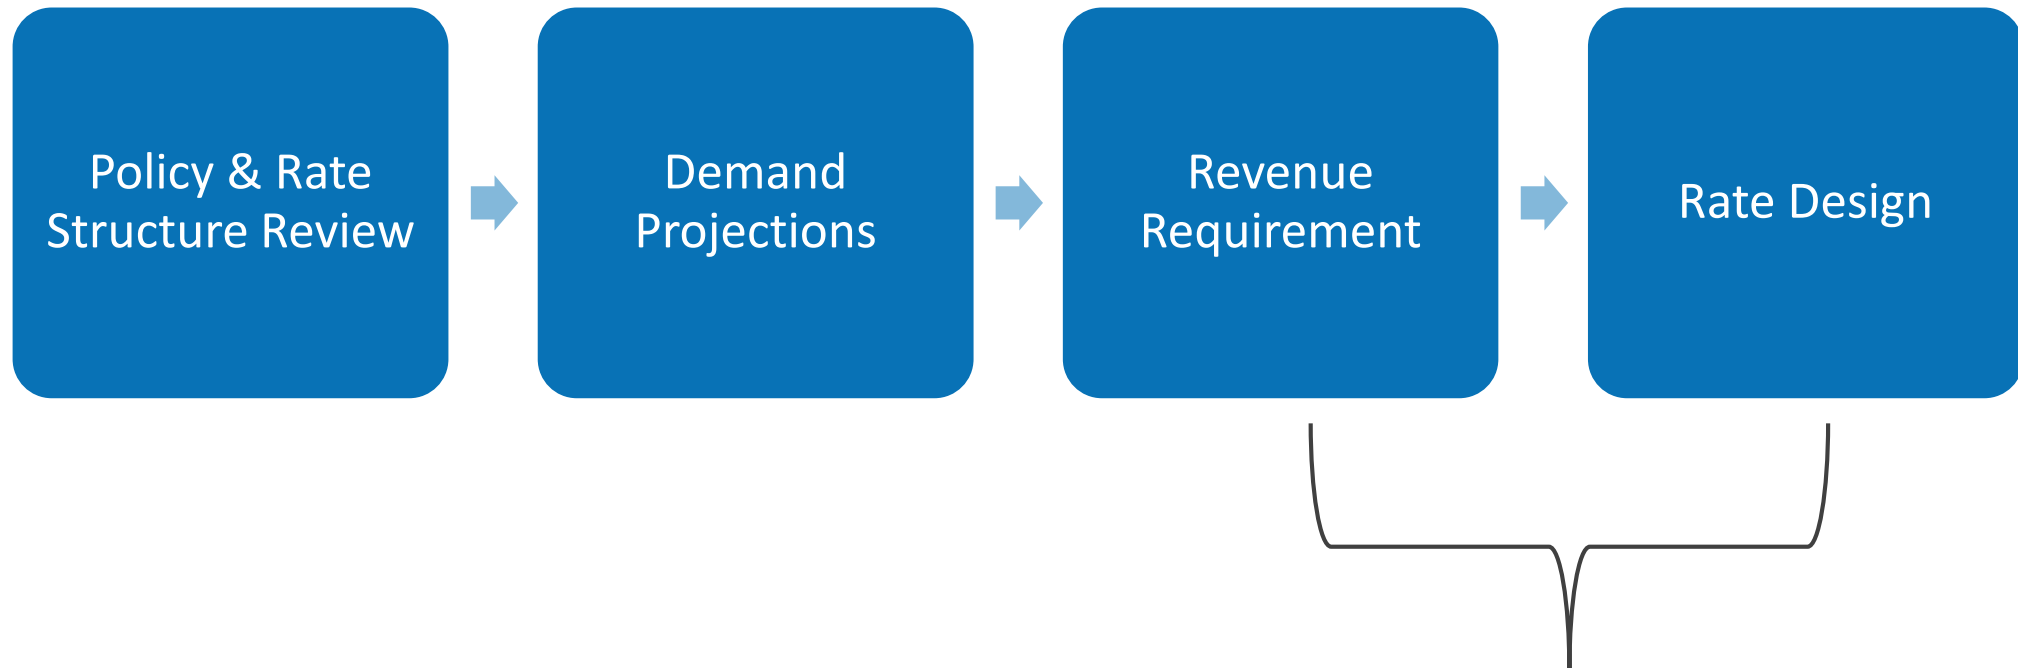 Policy & Rate
Structure Review
Demand
Projections
Revenue
Requirement
Rate Design